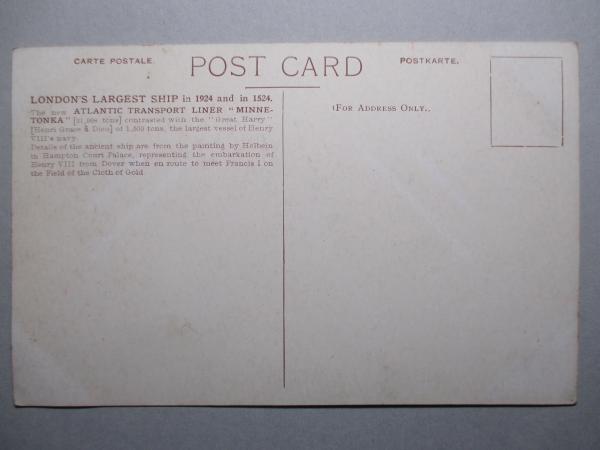 CARTE POSTALE. POST CARD POSTKARTE.
LONDON'S LARGEST SHIP in 1924 and in 1524.
The new ATLANTIC TRANSPORT LINER "MINNE-
TONKA" [21,998 tons] contrasted with the "Great Harry"
[Henri Grace à Dieu] of 1,500 tons, the largest vessel of Henry
VIII's navy.
Details of the ancient ship are from the painting by Holbein
in Hampton Court Palace, representing the embarkation of
Henry VIII from Dover when en route to meet Francis I on
the Field of the Cloth of Gold
(For Address Only.